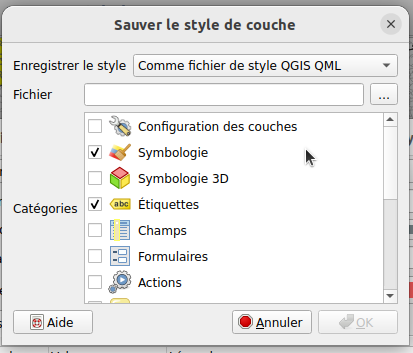 Sauver le style de couche
Enregistrer le style Comme fichier de style QGIS QML
Fichier ...
Configuration des couches
Symbologie
Symbologie 3D
Catégories abc Étiquettes
Champs
Formulaires
Actions
Aide Annuler OK